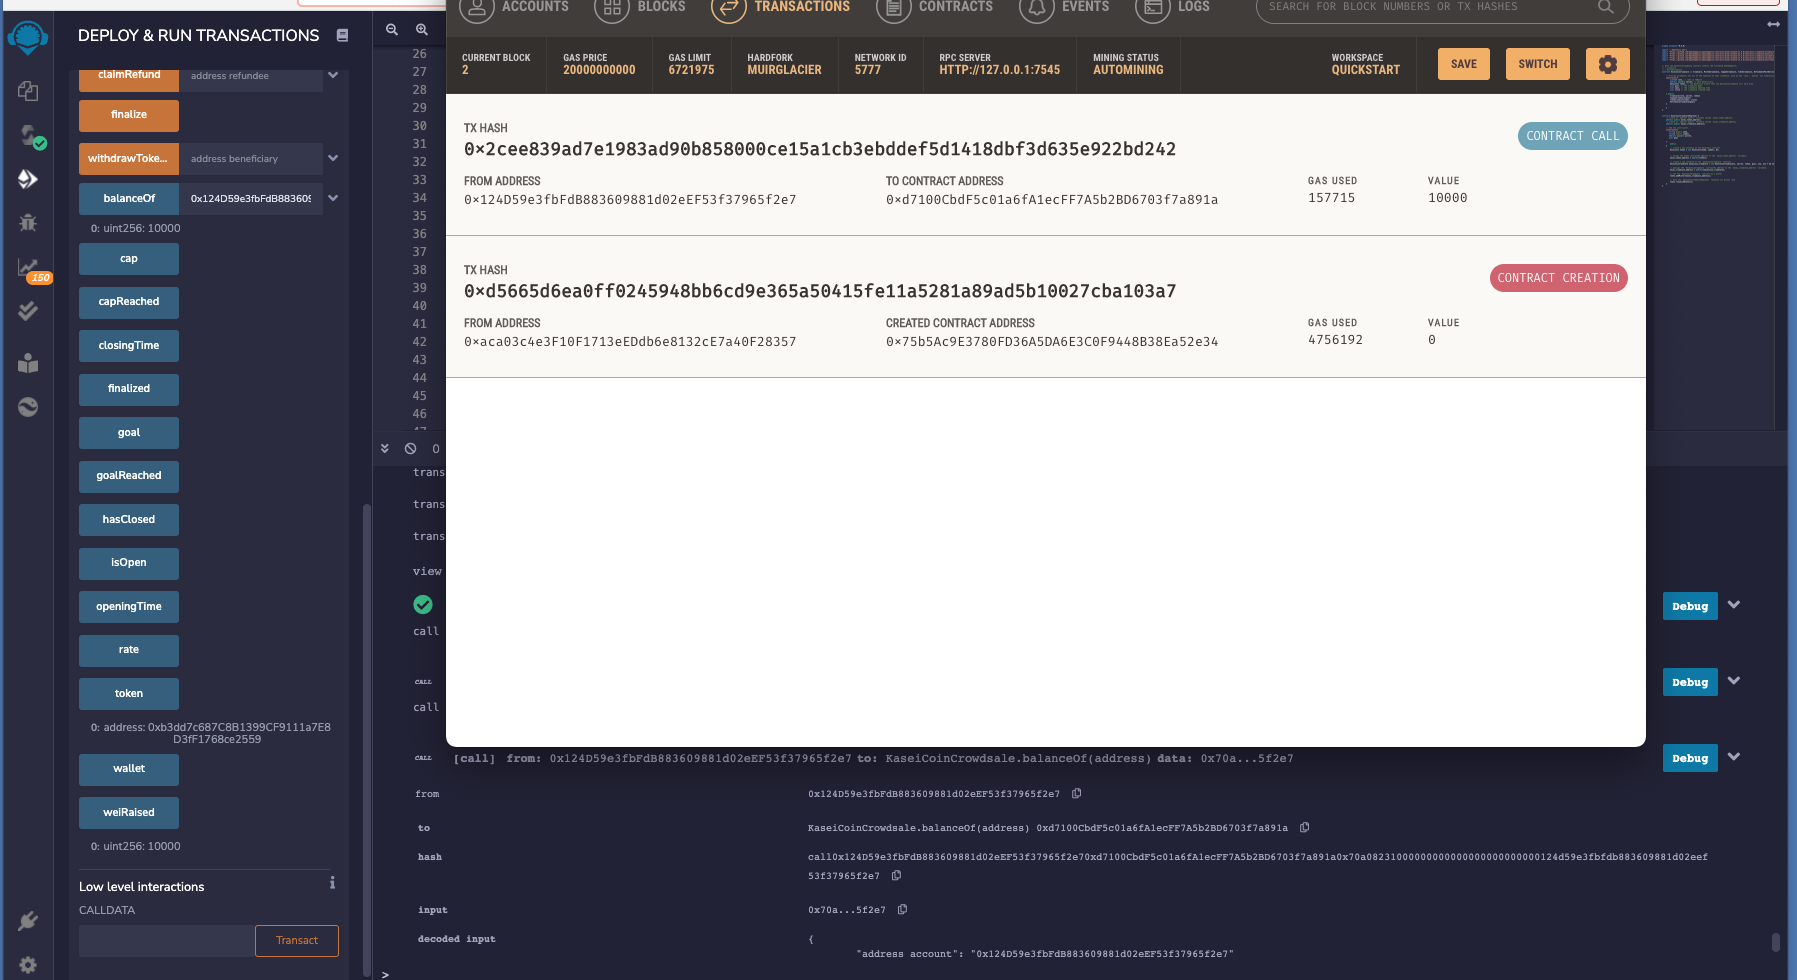 DEPLOY & RUN TRANSACTIONS
claimRefund
address refundee
finalize
withdrawToke...
address beneficiary
balanceOf
0x124D59e3fbFdB88360
0: uint256: 10000
cap
capReached
closingTime
finalized
goal
goalReached
hasClosed
isOpen
openingTime
rate
token
0: address: 0xb3dd7c687C8B1399CF9111a7E8
D3fF1768ce2559
wallet
weiRaised
0: uint256: 10000
Low level interactions
i
CALLDATA
Transact
150
26
27
28
29
30
31
32
33
34
35
36
37
38
39
40
41
42
43
44
45
46
ACCOUNTS
BLOCKS
TRANSACTIONS
CONTRACTS
EVENTS
LOGS
SEARCH FOR BLOCK NUMBERS OR TX HASHES
CURRENT BLOCK
2
GAS PRICE
20000000000
GAS LIMIT
6721975
HARDFORK
MUIRGLACIER
NETWORK ID
5777
RPC SERVER
HTTP://127.0.0.1:7545
MINING STATUS
AUTOMINING
WORKSPACE
QUICKSTART
SAVE
SWITCH
TX HASH
0×2cee839ad7e1983ad90b858000ce15a1cb3ebddef5d1418dbf3d635e922bd242
CONTRACT CALL
FROM ADDRESS
0×124D59e3fbFdB883609881d02eEF53f37965f2e7
TO CONTRACT ADDRESS
0×d7100CbdF5c01a6fA1ecFF7A5b2BD6703f7a891a
GAS USED
157715
VALUE
10000
TX HASH
0×d5665d6ea0ff0245948bb6cd9e365a50415fe11a5281a89ad5b10027cba103a7
CONTRACT CREATION
FROM ADDRESS
0×aca03c4e3F10F1713eEDdb6e8132cE7a40F28357
CREATED CONTRACT ADDRESS
0×75b5Ac9E3780FD36A5DA6E3C0F9448B38Ea52e34
GAS USED
4756192
VALUE
0
0
trans
trans
trans
view
call
Debug
CALL
call
Debug
CALL [call] from: 0x124D59e3fbFdB883609881d02eEF53f37965f2e7 to: KaseiCoinCrowdsale.balanceOf(address) data: 0x70a...5f2e7
Debug
from 0x124D59e3fbFdB883609881d02eEF53f37965f2e7
to KaseiCoinCrowdsale.balanceOf(address) 0xd7100CbdF5c01a6fA1ecFF7A5b2BD6703f7a891a
hash call0x124D59e3fbFdB883609881d02eEF53f37965f2e70xd7100CbdF5c01a6fA1ecFF7A5b2BD6703f7a891a0x70a08231000000000000000000000000124d59e3fbfdb883609881d02eef
53f37965f2e7
input 0x70a...5f2e7
decoded input {
"address account": "0x124D59e3fbFdB883609881d02eEF53f37965f2e7"
>